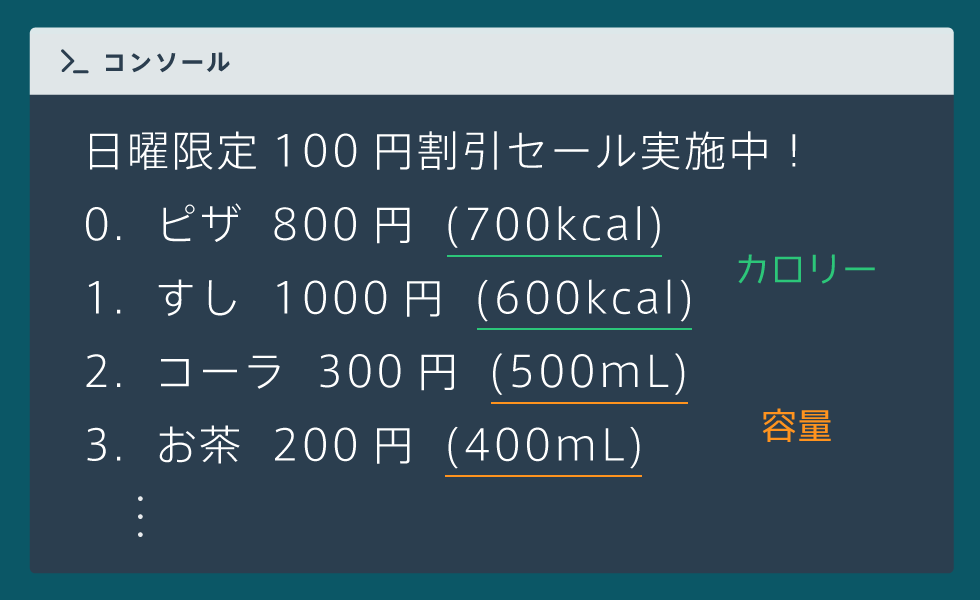 >_ コンソール
日曜限定 100 円割引セール実施中！
0. ピザ 800 円 (700kcal)
カロリー
1. すし 1000 円 (600kcal)
2. コーラ 300 円 (500mL)
容量
3. お茶 200 円 (400mL)
⋮